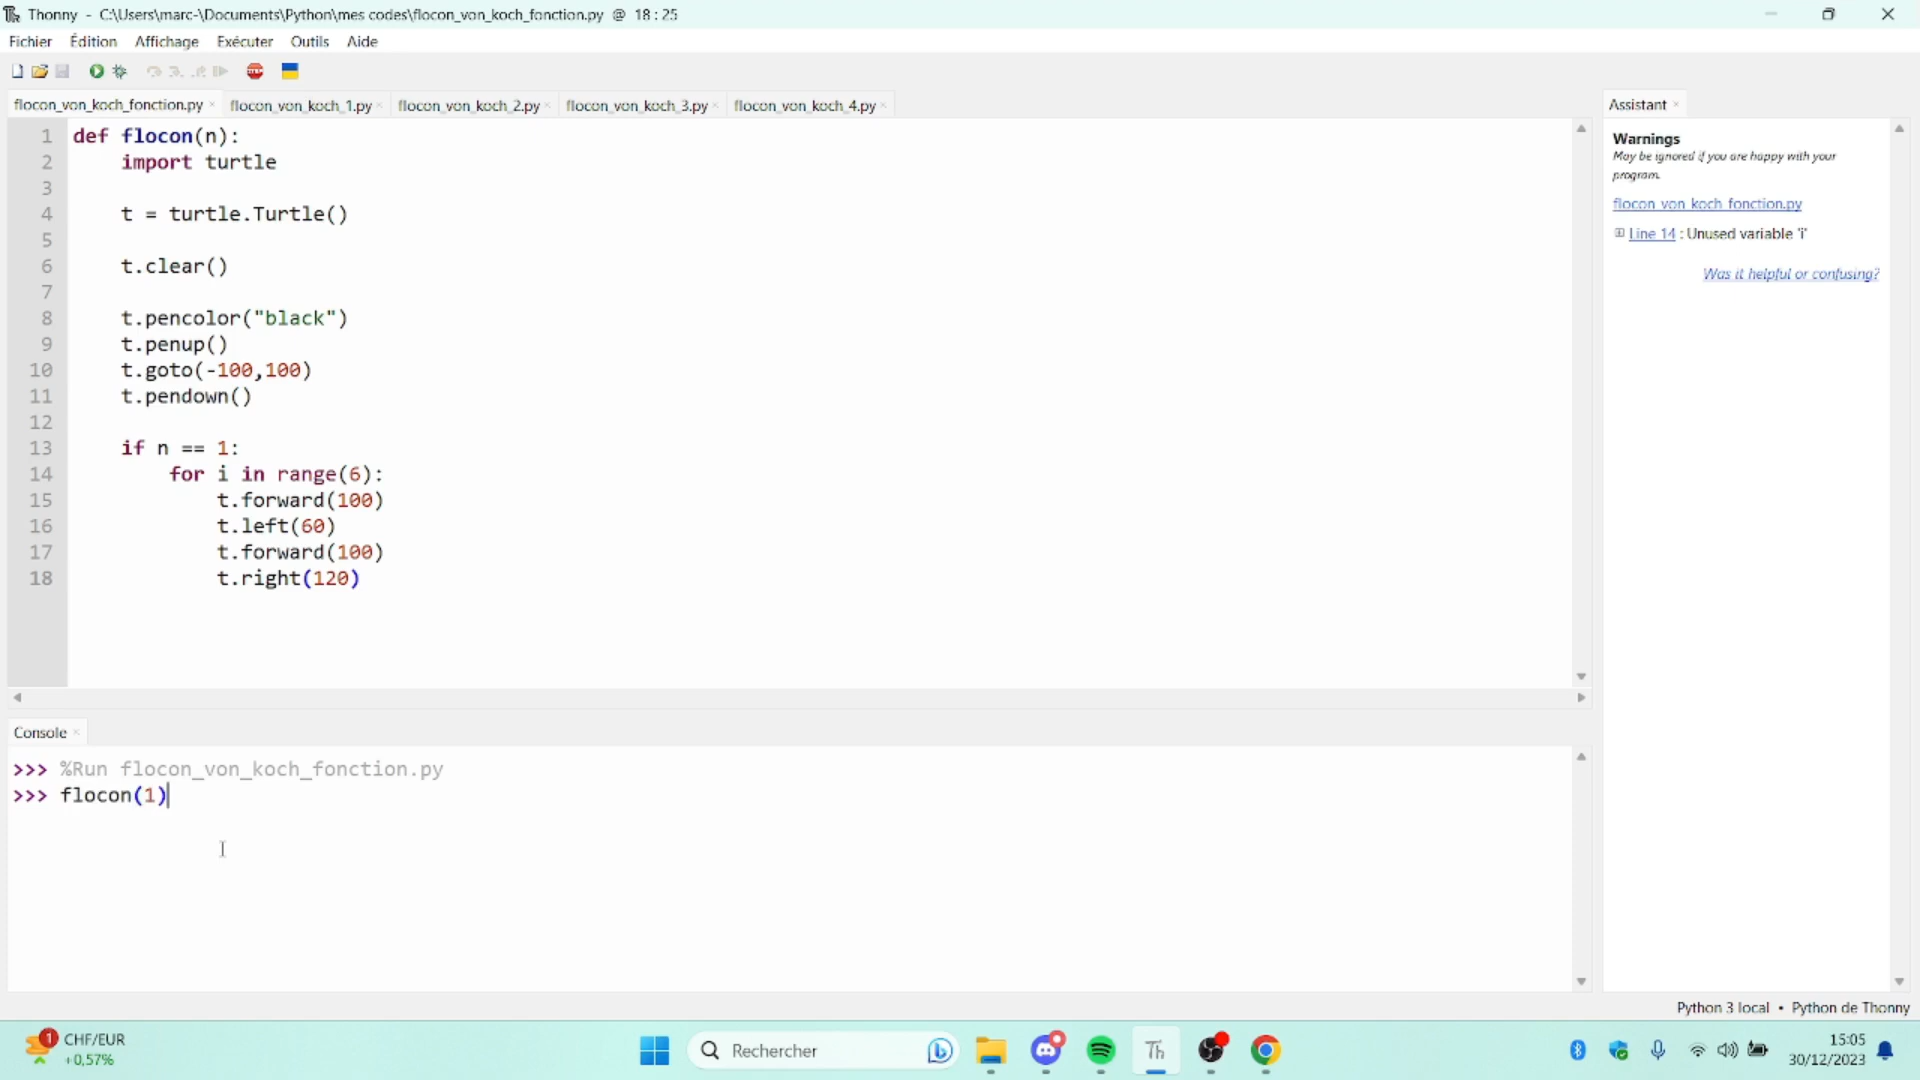 Thonny - C:\Users\marc-\Documents\Python\mes codes\flocon_von_koch_fonction.py @ 18 : 25
Fichier Édition Affichage Exécuter Outils Aide
flocon_von_koch_fonction.py × flocon_von_koch_1.py × flocon_von_koch_2.py × flocon_von_koch_3.py × flocon_von_koch_4.py ×
1 def flocon(n):
2 import turtle
3
4 t = turtle.Turtle()
5
6 t.clear()
7
8 t.pencolor("black")
9 t.penup()
10 t.goto(-100,100)
11 t.pendown()
12
13 if n == 1:
14 for i in range(6):
15 t.forward(100)
16 t.left(60)
17 t.forward(100)
18 t.right(120)
Assistant ×
Warnings
May be ignored if you are happy with your
program.
flocon_von_koch_fonction.py
Line 14 : Unused variable 'i'
Was it helpful or confusing?
Console ×
>>> %Run flocon_von_koch_fonction.py
>>> flocon(1)
Python 3 local • Python de Thonny
1 CHF/EUR
+0,57%
Rechercher
Th
15:05
30/12/2023